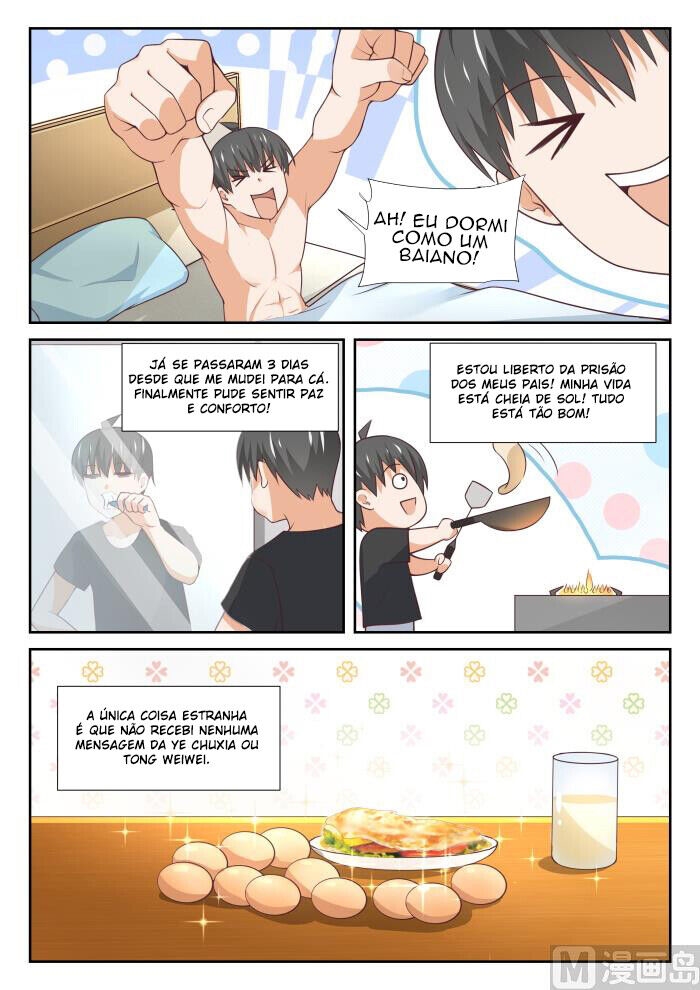 AH! EU DORMI
COMO UM
BAIANO!
JÁ SE PASSARAM 3 DIAS
DESDE QUE ME MUDEI PARA CÁ.
FINALMENTE PUDE SENTIR PAZ
E CONFORTO!
ESTOU LIBERTO DA PRISÃO
DOS MEUS PAIS! MINHA VIDA
ESTÁ CHEIA DE SOL! TUDO
ESTÁ TÃO BOM!
A ÚNICA COISA ESTRANHA
É QUE NÃO RECEBI NENHUMA
MENSAGEM DA YE CHUXIA OU
TONG WEIWEI.
M 漫画岛